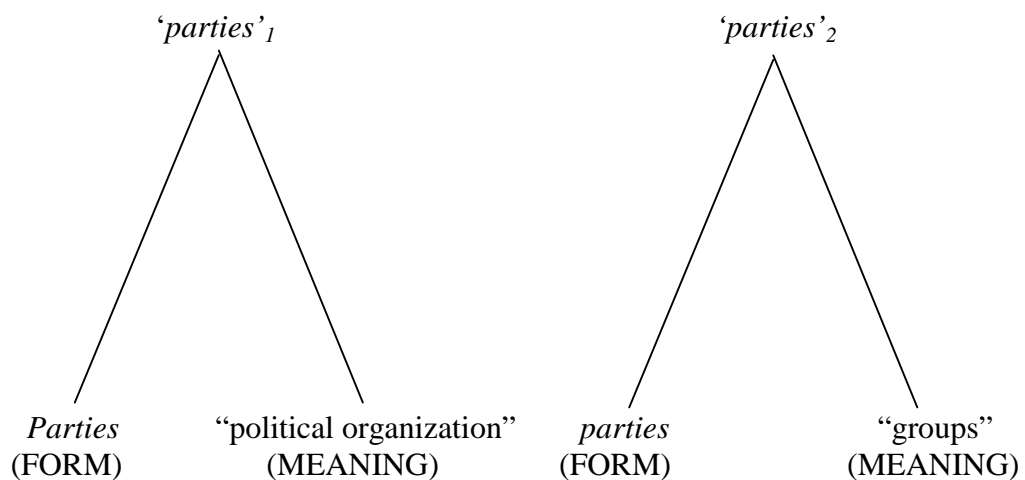 ‘parties’1 ‘parties’2
Parties “political organization” parties “groups”
(FORM) (MEANING) (FORM) (MEANING)